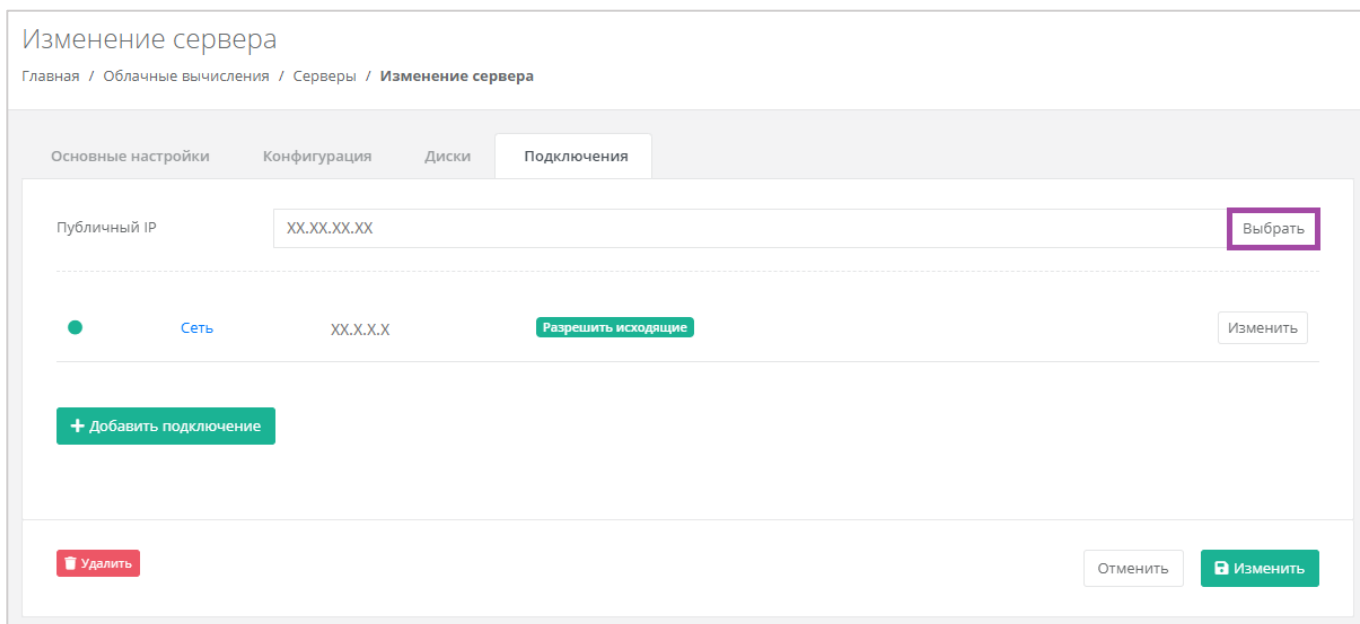 Изменение сервера
Главная / Облачные вычисления / Серверы / Изменение сервера
Основные настройки Конфигурация Диски Подключения
Публичный IP XX.XX.XX.XX Выбрать
Сеть XX.X.X.X Разрешить исходящие Изменить
+ Добавить подключение
Удалить Отменить Изменить